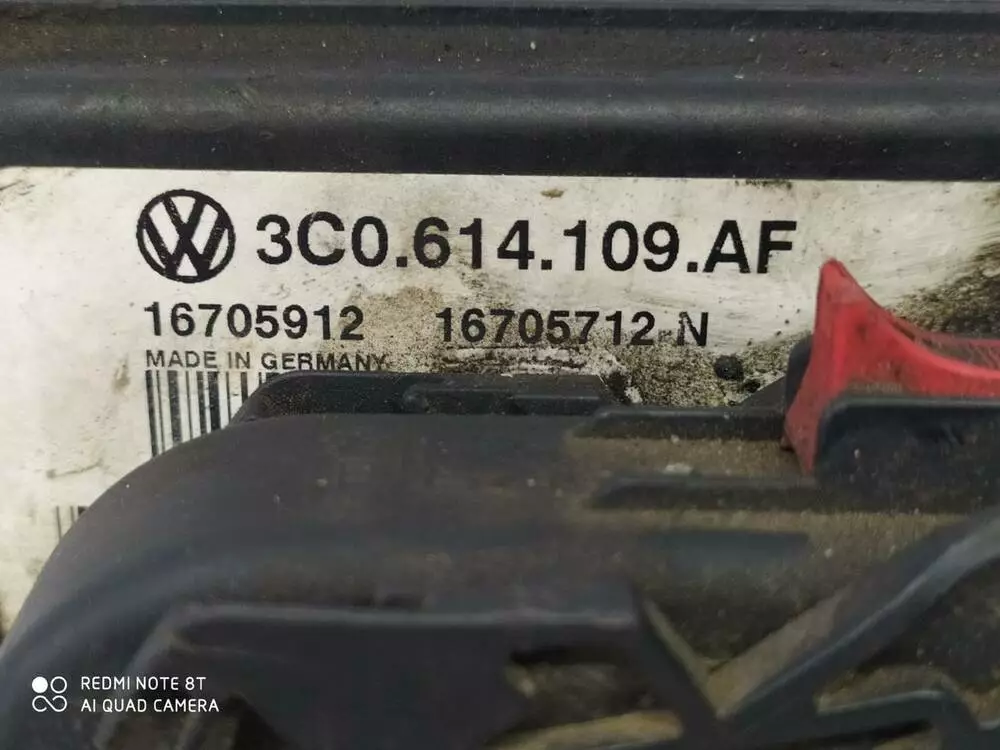 3C0.614.109.AF
16705912 16705712-N
MADE IN GERMANY
REDMI NOTE 8T
AI QUAD CAMERA